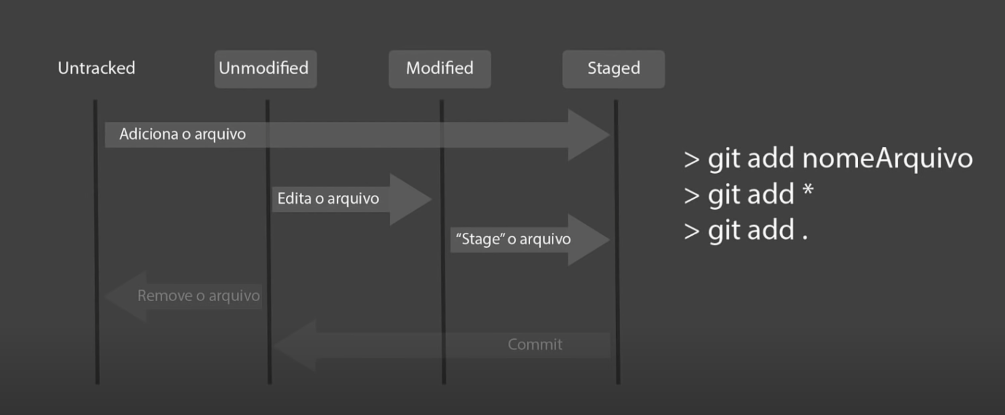 Untracked
Unmodified
Modified
Staged
Adiciona o arquivo
Edita o arquivo
“Stage” o arquivo
Remove o arquivo
Commit
> git add nomeArquivo
> git add *
> git add .